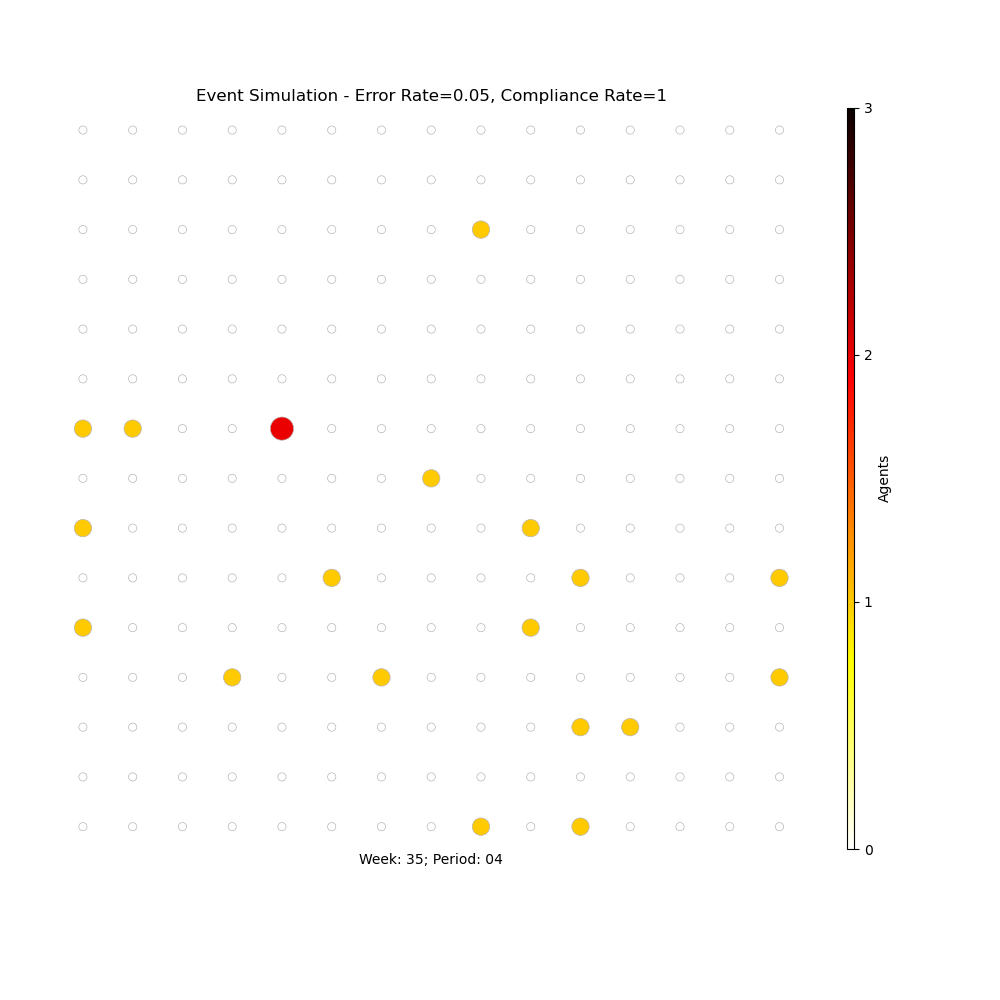 Event Simulation - Error Rate=0.05, Compliance Rate=1
3
2
Agents
1
0
Week: 35; Period: 04